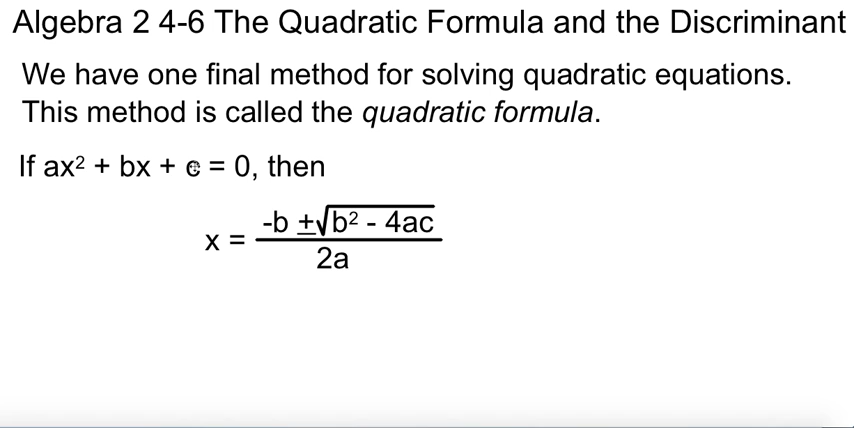 Algebra 2 4-6 The Quadratic Formula and the Discriminant
We have one final method for solving quadratic equations.
This method is called the quadratic formula.
If ax² + bx + c = 0, then
x = -b ±√b² - 4ac
2a